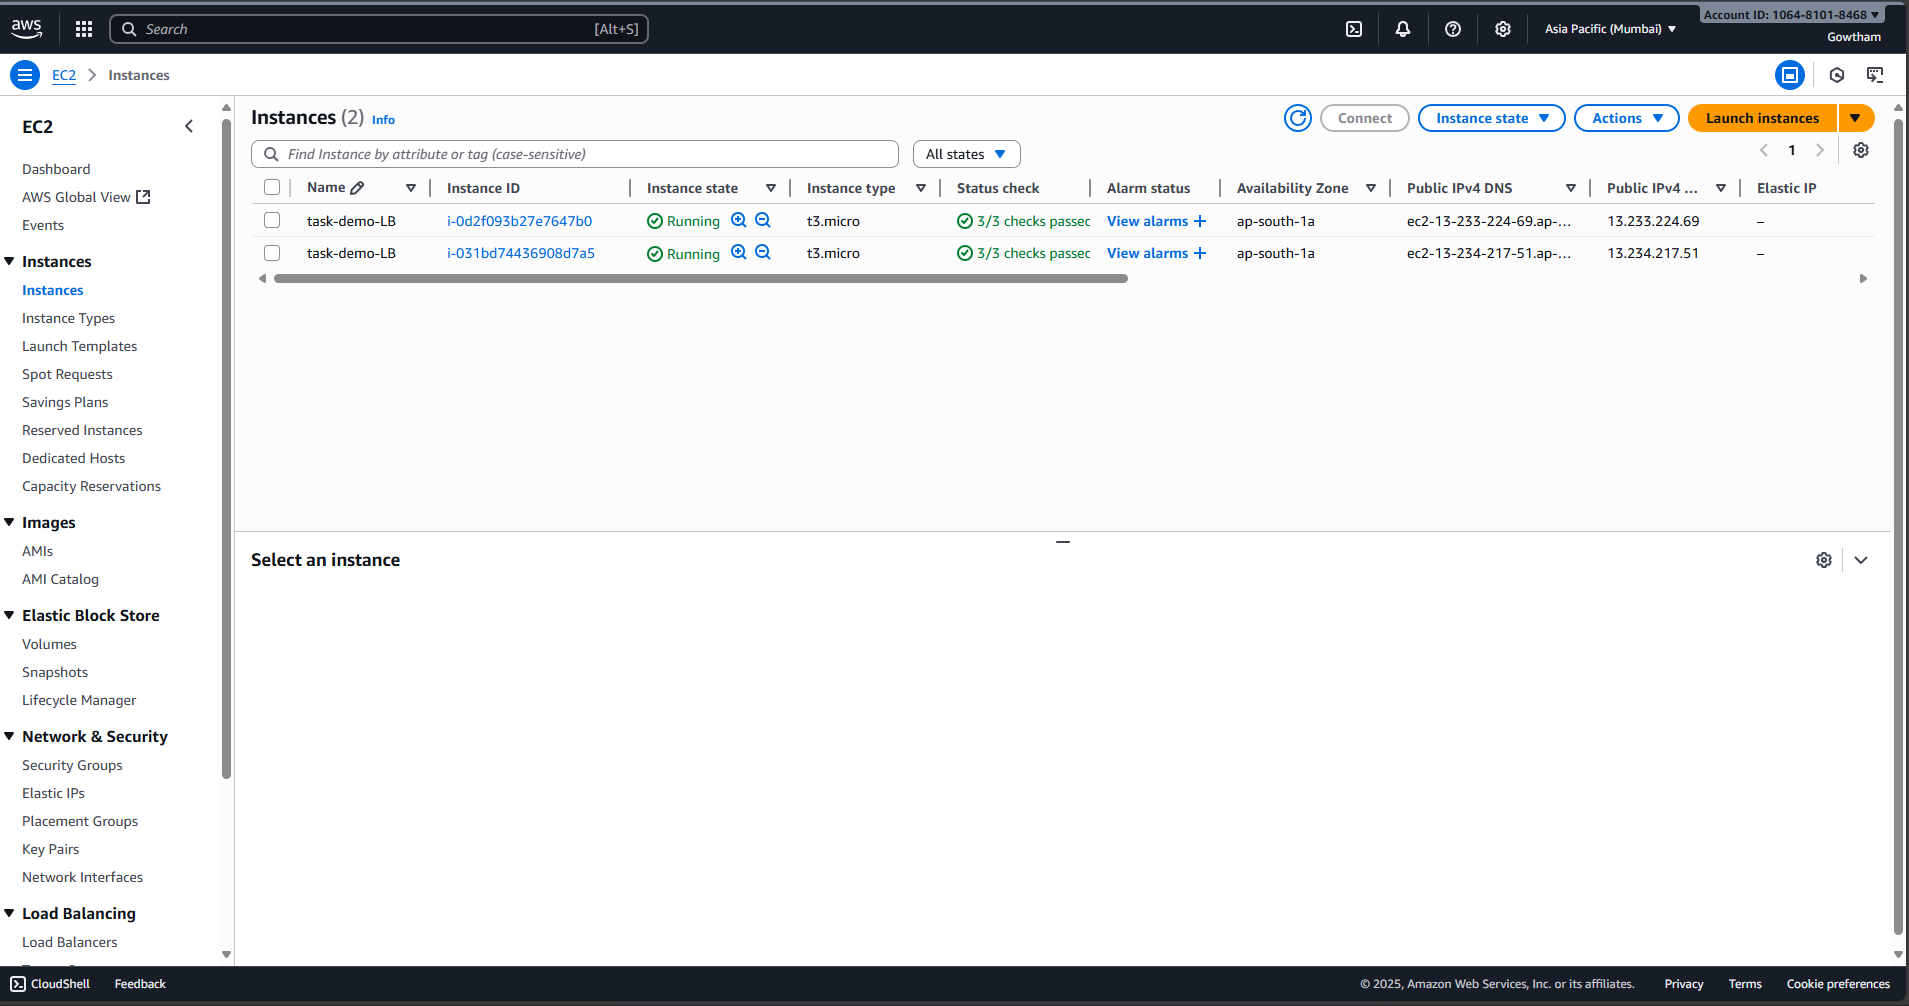 aws
Search
[Alt+S]
Asia Pacific (Mumbai)
Account ID: 1064-8101-8468
Gowtham
EC2
Instances
EC2
Dashboard
AWS Global View
Events
Instances
Instances
Instance Types
Launch Templates
Spot Requests
Savings Plans
Reserved Instances
Dedicated Hosts
Capacity Reservations
Images
AMIs
AMI Catalog
Elastic Block Store
Volumes
Snapshots
Lifecycle Manager
Network & Security
Security Groups
Elastic IPs
Placement Groups
Key Pairs
Network Interfaces
Load Balancing
Load Balancers
Instances (2) Info
Connect
Instance state
Actions
Launch instances
Find Instance by attribute or tag (case-sensitive)
All states
1
Name Instance ID Instance state Instance type Status check Alarm status Availability Zone Public IPv4 DNS Public IPv4 ... Elastic IP
task-demo-LB i-0d2f093b27e7647b0 Running t3.micro 3/3 checks passed View alarms + ap-south-1a ec2-13-233-224-69.ap-... 13.233.224.69 –
task-demo-LB i-031bd74436908d7a5 Running t3.micro 3/3 checks passed View alarms + ap-south-1a ec2-13-234-217-51.ap-... 13.234.217.51 –
Select an instance
CloudShell
Feedback
© 2025, Amazon Web Services, Inc. or its affiliates.
Privacy
Terms
Cookie preferences